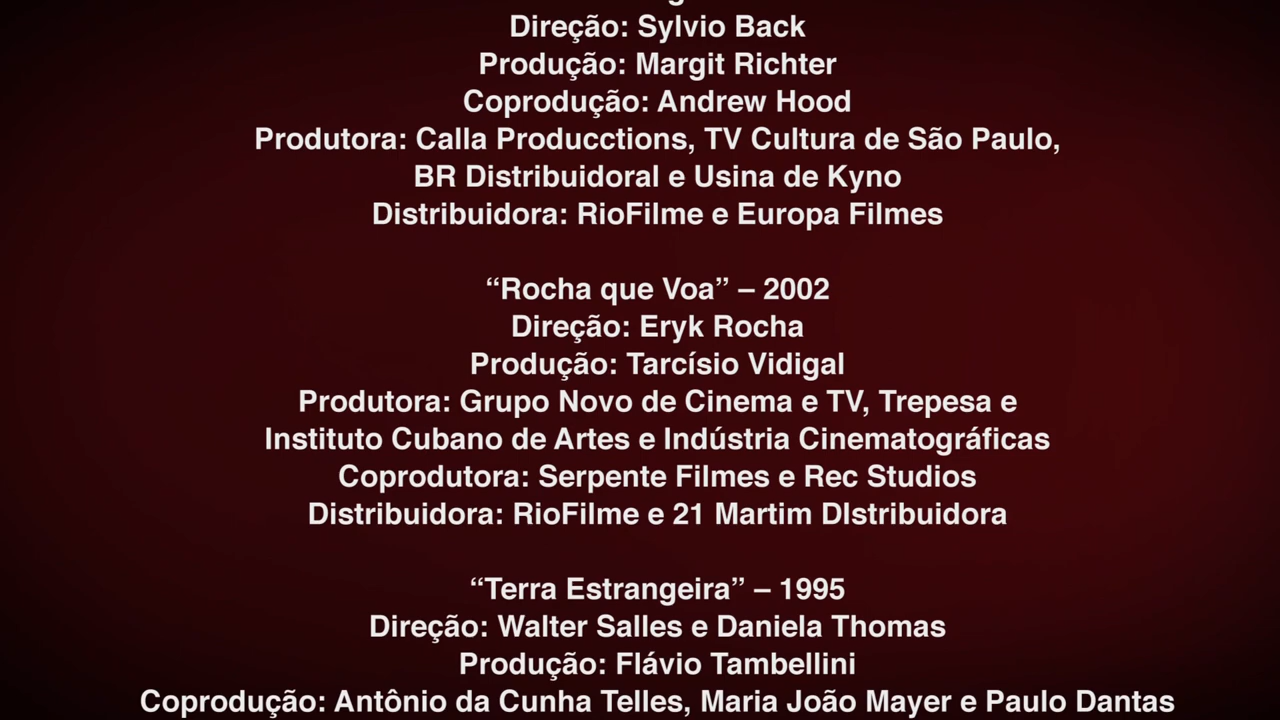 Direção: Sylvio Back
Produção: Margit Richter
Coprodução: Andrew Hood
Produtora: Calla Producctions, TV Cultura de São Paulo,
BR Distribuidoral e Usina de Kyno
Distribuidora: RioFilme e Europa Filmes
“Rocha que Voa” – 2002
Direção: Eryk Rocha
Produção: Tarcísio Vidigal
Produtora: Grupo Novo de Cinema e TV, Trepesa e
Instituto Cubano de Artes e Indústria Cinematográficas
Coprodutora: Serpente Filmes e Rec Studios
Distribuidora: RioFilme e 21 Martim DIstribuidora
“Terra Estrangeira” – 1995
Direção: Walter Salles e Daniela Thomas
Produção: Flávio Tambellini
Coprodução: Antônio da Cunha Telles, Maria João Mayer e Paulo Dantas